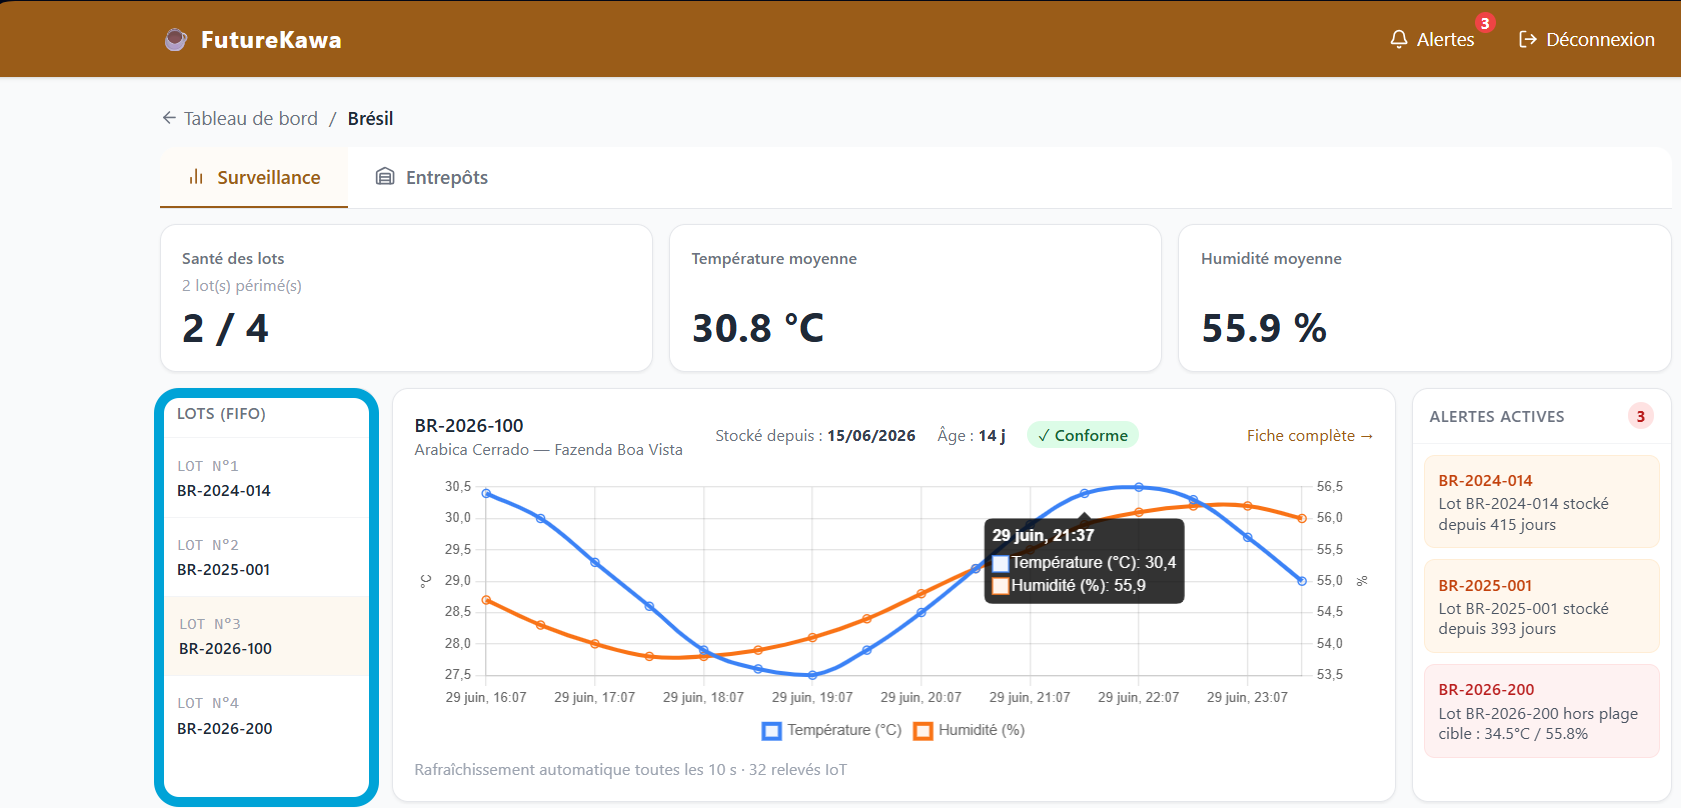 FutureKawa
Alertes
3
Déconnexion
← Tableau de bord / Brésil
Surveillance
Entrepôts
Santé des lots
2 lot(s) périmé(s)
2 / 4
Température moyenne
30.8 °C
Humidité moyenne
55.9 %
LOTS (FIFO)
LOT N°1
BR-2024-014
LOT N°2
BR-2025-001
LOT N°3
BR-2026-100
LOT N°4
BR-2026-200
BR-2026-100
Arabica Cerrado — Fazenda Boa Vista
Stocké depuis : 15/06/2026
Âge : 14 j
✓ Conforme
Fiche complète →
30,5
30,0
29,5
29,0
28,5
28,0
27,5
°C
56,5
56,0
55,5
55,0
54,5
54,0
53,5
%
29 juin, 21:37
Température (°C): 30,4
Humidité (%): 55,9
29 juin, 16:07
29 juin, 17:07
29 juin, 18:07
29 juin, 19:07
29 juin, 20:07
29 juin, 21:07
29 juin, 22:07
29 juin, 23:07
Température (°C)
Humidité (%)
Rafraîchissement automatique toutes les 10 s · 32 relevés IoT
ALERTES ACTIVES
3
BR-2024-014
Lot BR-2024-014 stocké
depuis 415 jours
BR-2025-001
Lot BR-2025-001 stocké
depuis 393 jours
BR-2026-200
Lot BR-2026-200 hors plage
cible : 34.5°C / 55.8%